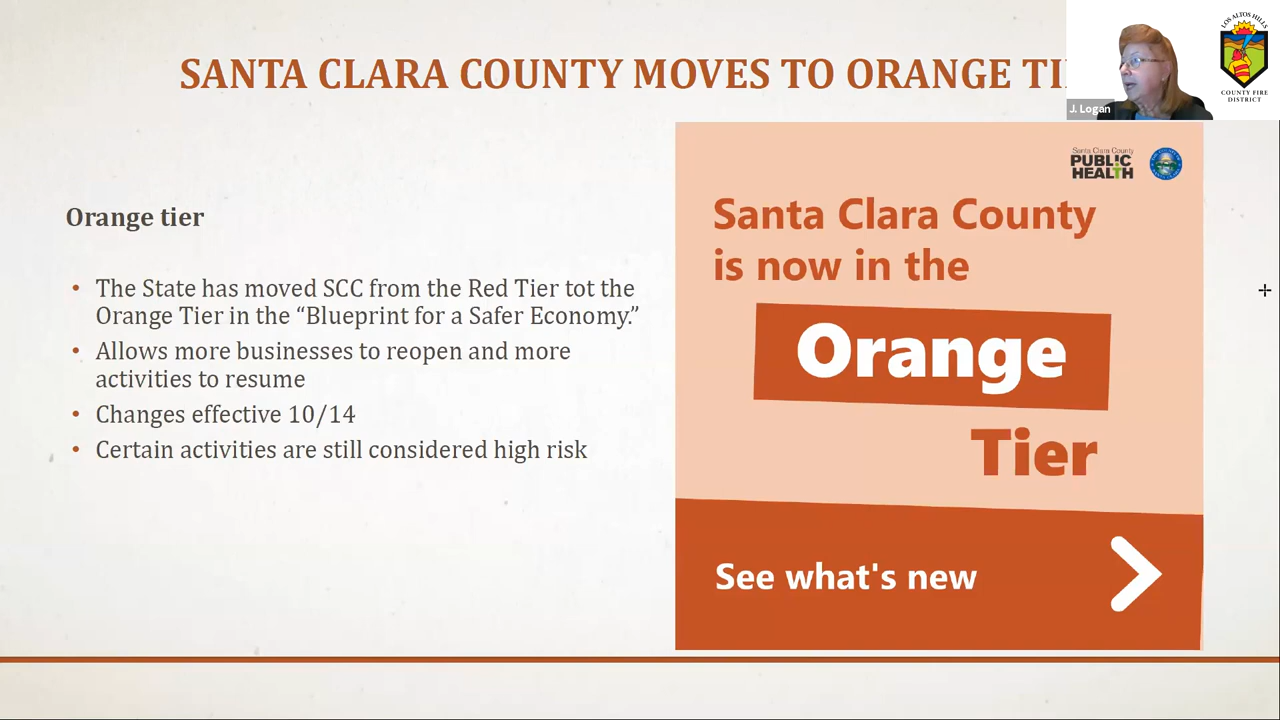 SANTA CLARA COUNTY MOVES TO ORANGE TI
J. Logan
LOS ALTOS HILLS
COUNTY FIRE
DISTRICT
Orange tier
• The State has moved SCC from the Red Tier tot the
Orange Tier in the “Blueprint for a Safer Economy.”
• Allows more businesses to reopen and more
activities to resume
• Changes effective 10/14
• Certain activities are still considered high risk
Santa Clara County
PUBLIC
HEALTH
Santa Clara County
is now in the
Orange
Tier
See what's new